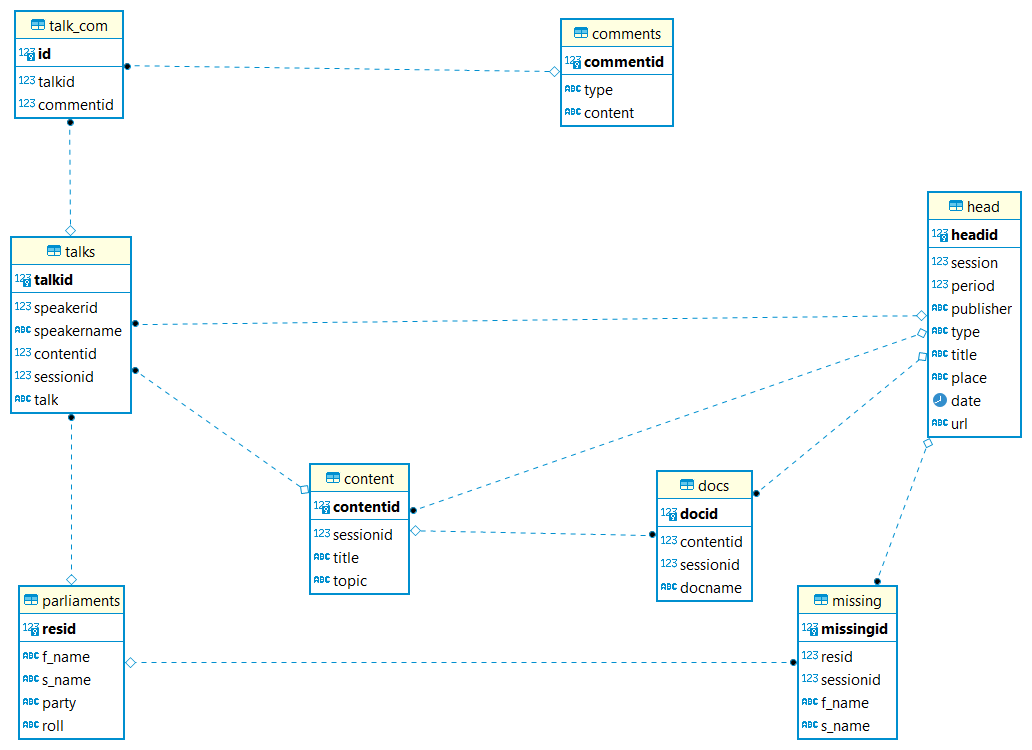 talk_com
123 id
123 talkid
123 commentid
comments
123 commentid
ABC type
ABC content
head
123 headid
123 session
123 period
ABC publisher
ABC type
ABC title
ABC place
date
ABC url
talks
123 talkid
123 speakerid
ABC speakername
123 contentid
123 sessionid
ABC talk
content
123 contentid
123 sessionid
ABC title
ABC topic
docs
123 docid
123 contentid
123 sessionid
ABC docname
parliaments
123 resid
ABC f_name
ABC s_name
ABC party
ABC roll
missing
123 missingid
123 resid
123 sessionid
ABC f_name
ABC s_name